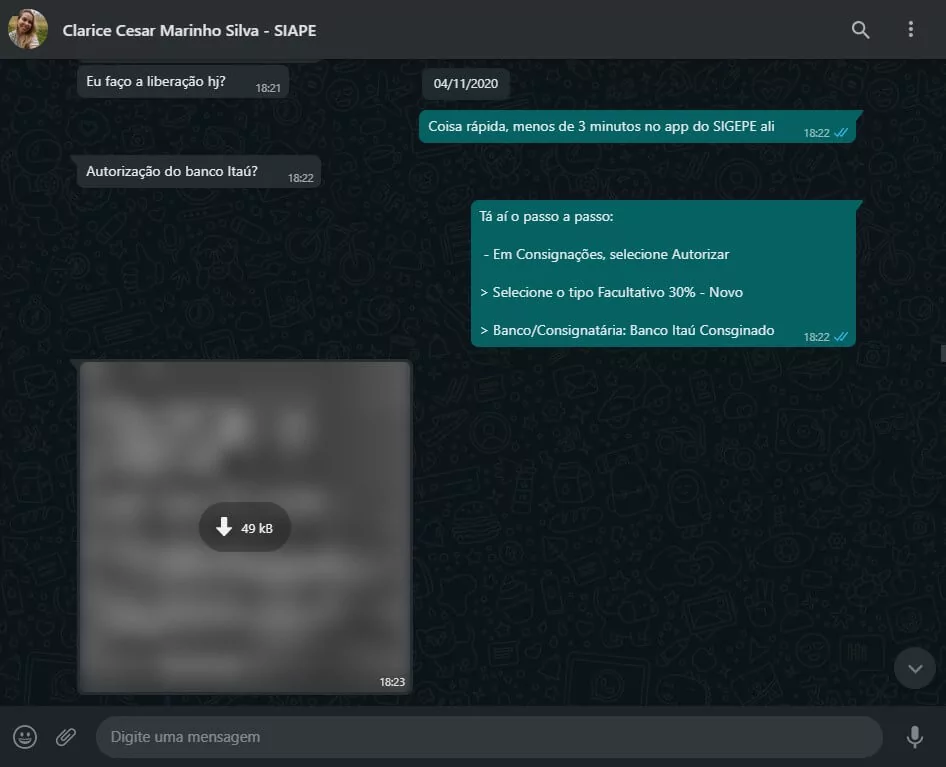 Clarice Cesar Marinho Silva - SIAPE
Eu faço a liberação hj?
18:21
04/11/2020
Coisa rápida, menos de 3 minutos no app do SIGEPE ali
18:22
Autorização do banco Itaú?
18:22
Tá aí o passo a passo:
- Em Consignações, selecione Autorizar
> Selecione o tipo Facultativo 30% - Novo
> Banco/Consignatária: Banco Itaú Consginado
18:22
49 kB
18:23
Digite uma mensagem